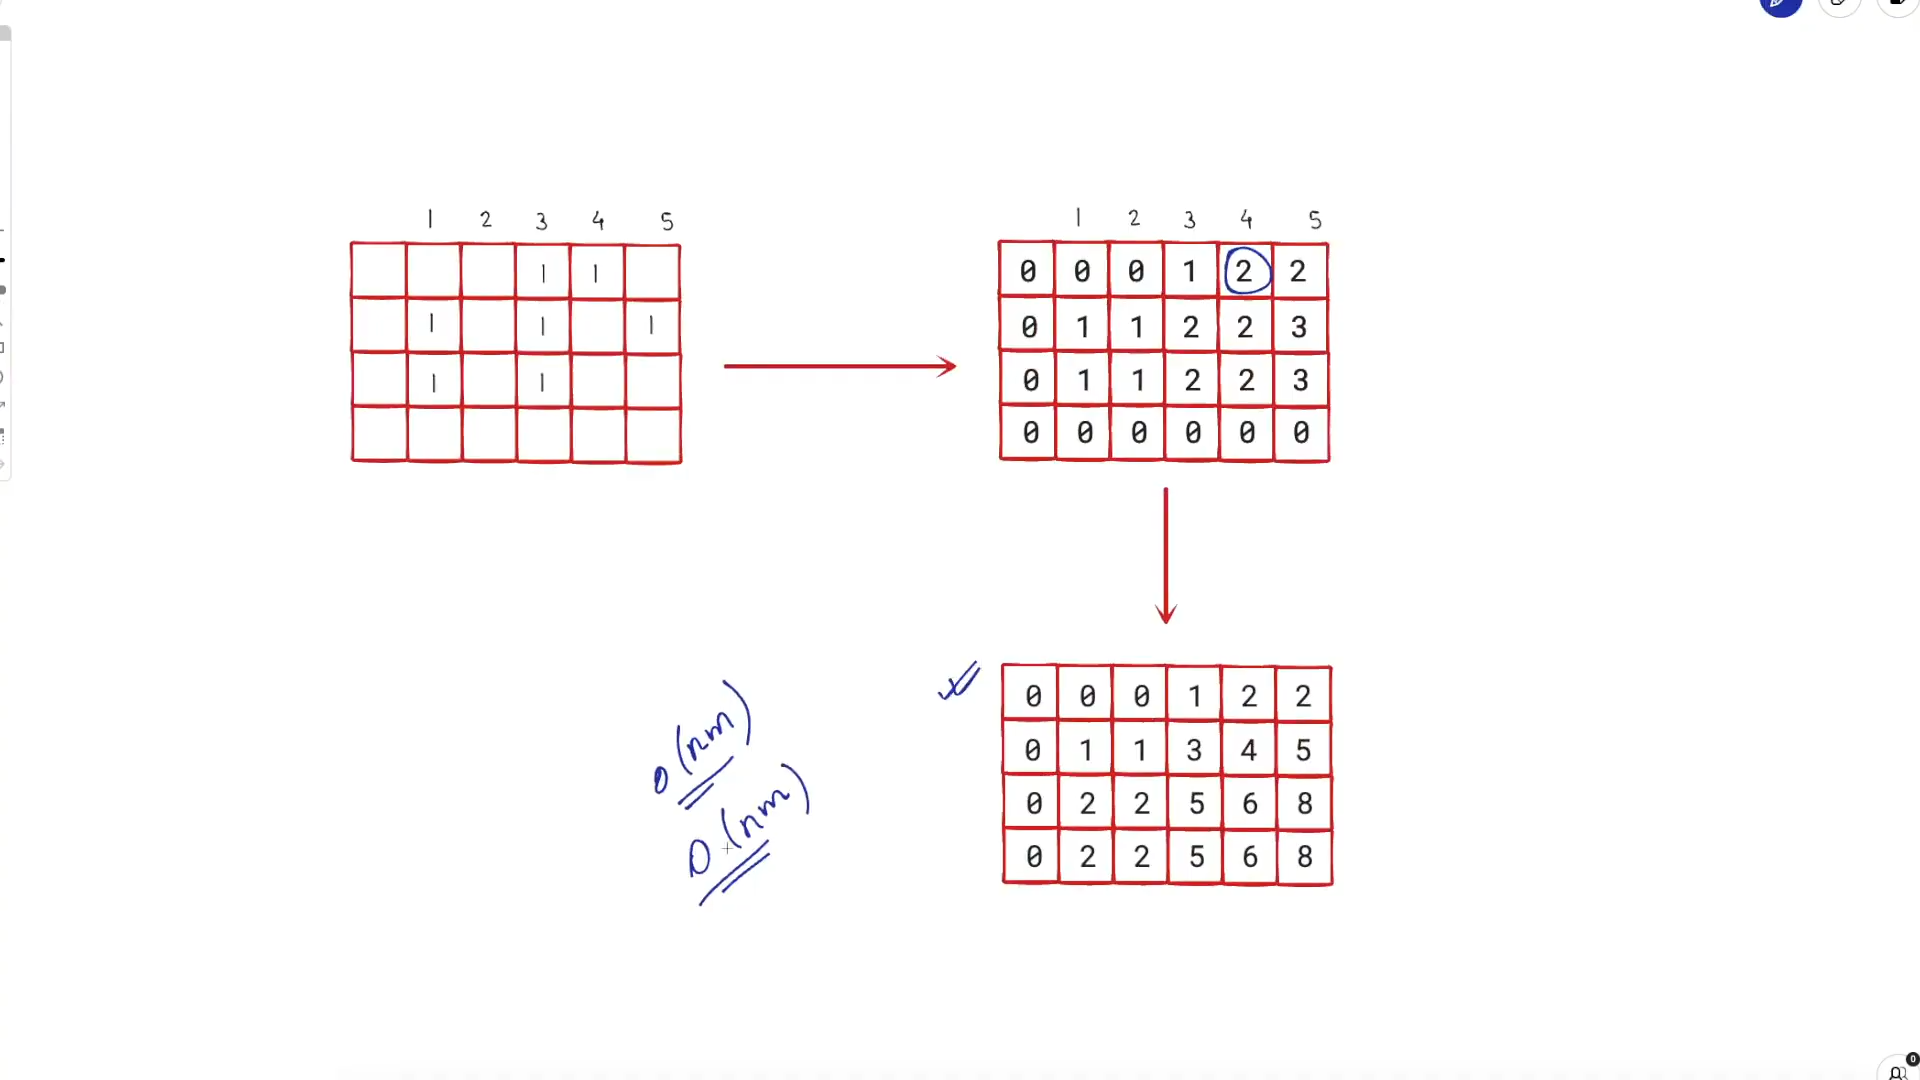 1 2 3 4 5
1 1
1 1 1
1 1
1 2 3 4 5
0 0 0 1 2 2
0 1 1 2 2 3
0 1 1 2 2 3
0 0 0 0 0 0
0 0 0 1 2 2
0 1 1 3 4 5
0 2 2 5 6 8
0 2 2 5 6 8
O(nm)
O(nm)
0